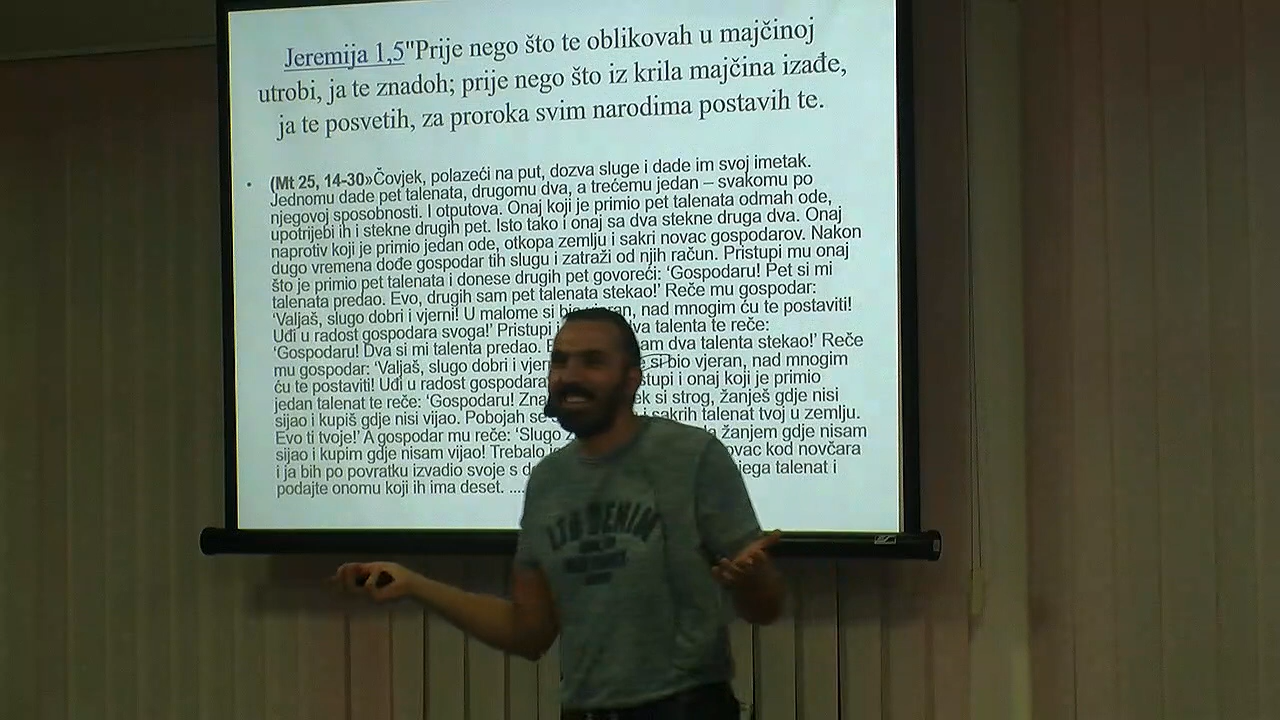 Jeremija 1,5"Prije nego što te oblikovah u majčinoj
utrobi, ja te znadoh; prije nego što iz krila majčina izađe,
ja te posvetih, za proroka svim narodima postavih te.
• (Mt 25, 14-30»Čovjek, polazeći na put, dozva sluge i dade im svoj imetak.
Jednomu dade pet talenata, drugomu dva, a trećemu jedan – svakomu po
njegovoj sposobnosti. I otputova. Onaj koji je primio pet talenata odmah ode,
upotrijebi ih i stekne drugih pet. Isto tako i onaj sa dva stekne druga dva. Onaj
naprotiv koji je primio jedan ode, otkopa zemlju i sakri novac gospodarov. Nakon
dugo vremena dođe gospodar tih slugu i zatraži od njih račun. Pristupi mu onaj
što je primio pet talenata i donese drugih pet govoreći: ‘Gospodaru! Pet si mi
talenata predao. Evo, drugih sam pet talenata stekao!’ Reče mu gospodar:
‘Valjaš, slugo dobri i vjerni! U malome si bio nad mnogim ću te postaviti!
Uđi u radost gospodara svoga!’ Pristupi talenta te reče:
‘Gospodaru! Dva si mi talenta predao. dva talenta stekao!’ Reče
mu gospodar: ‘Valjaš, slugo dobri i si bio vjeran, nad mnogim
ću te postaviti! Uđi u radost i onaj koji je primio
jedan talenat te reče: ‘Gospodaru! si strog, žanješ gdje nisi
sijao i kupiš gdje nisi vijao. Pobojah sakrih talenat tvoj u zemlju.
Evo ti tvoje!’ A gospodar mu reče: ‘Slugo žanjem gdje nisam
sijao i kupim gdje nisam vijao! Trebalo kod novčara
i ja bih po povratku izvadio svoje s talenat i
podajte onomu koji ih ima deset. ....